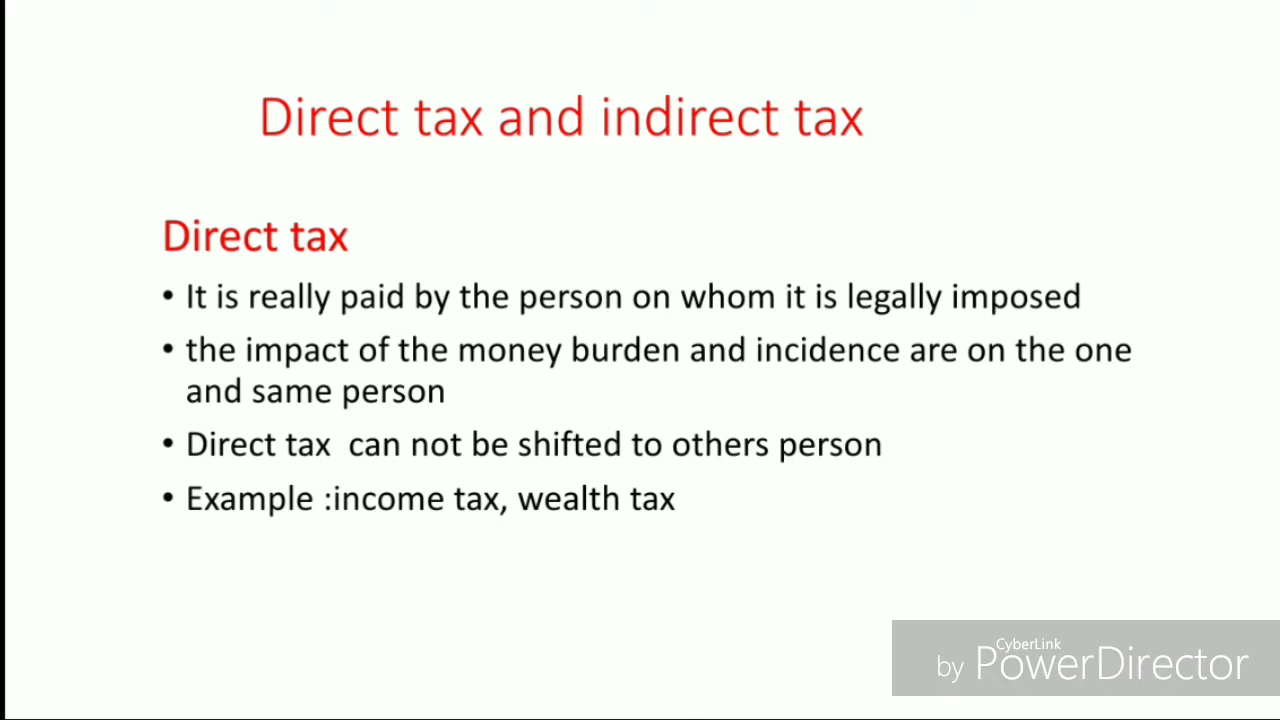 Direct tax and indirect tax
Direct tax
• It is really paid by the person on whom it is legally imposed
• the impact of the money burden and incidence are on the one
and same person
• Direct tax  can not be shifted to others person
• Example :income tax, wealth tax
CyberLink
by PowerDirector